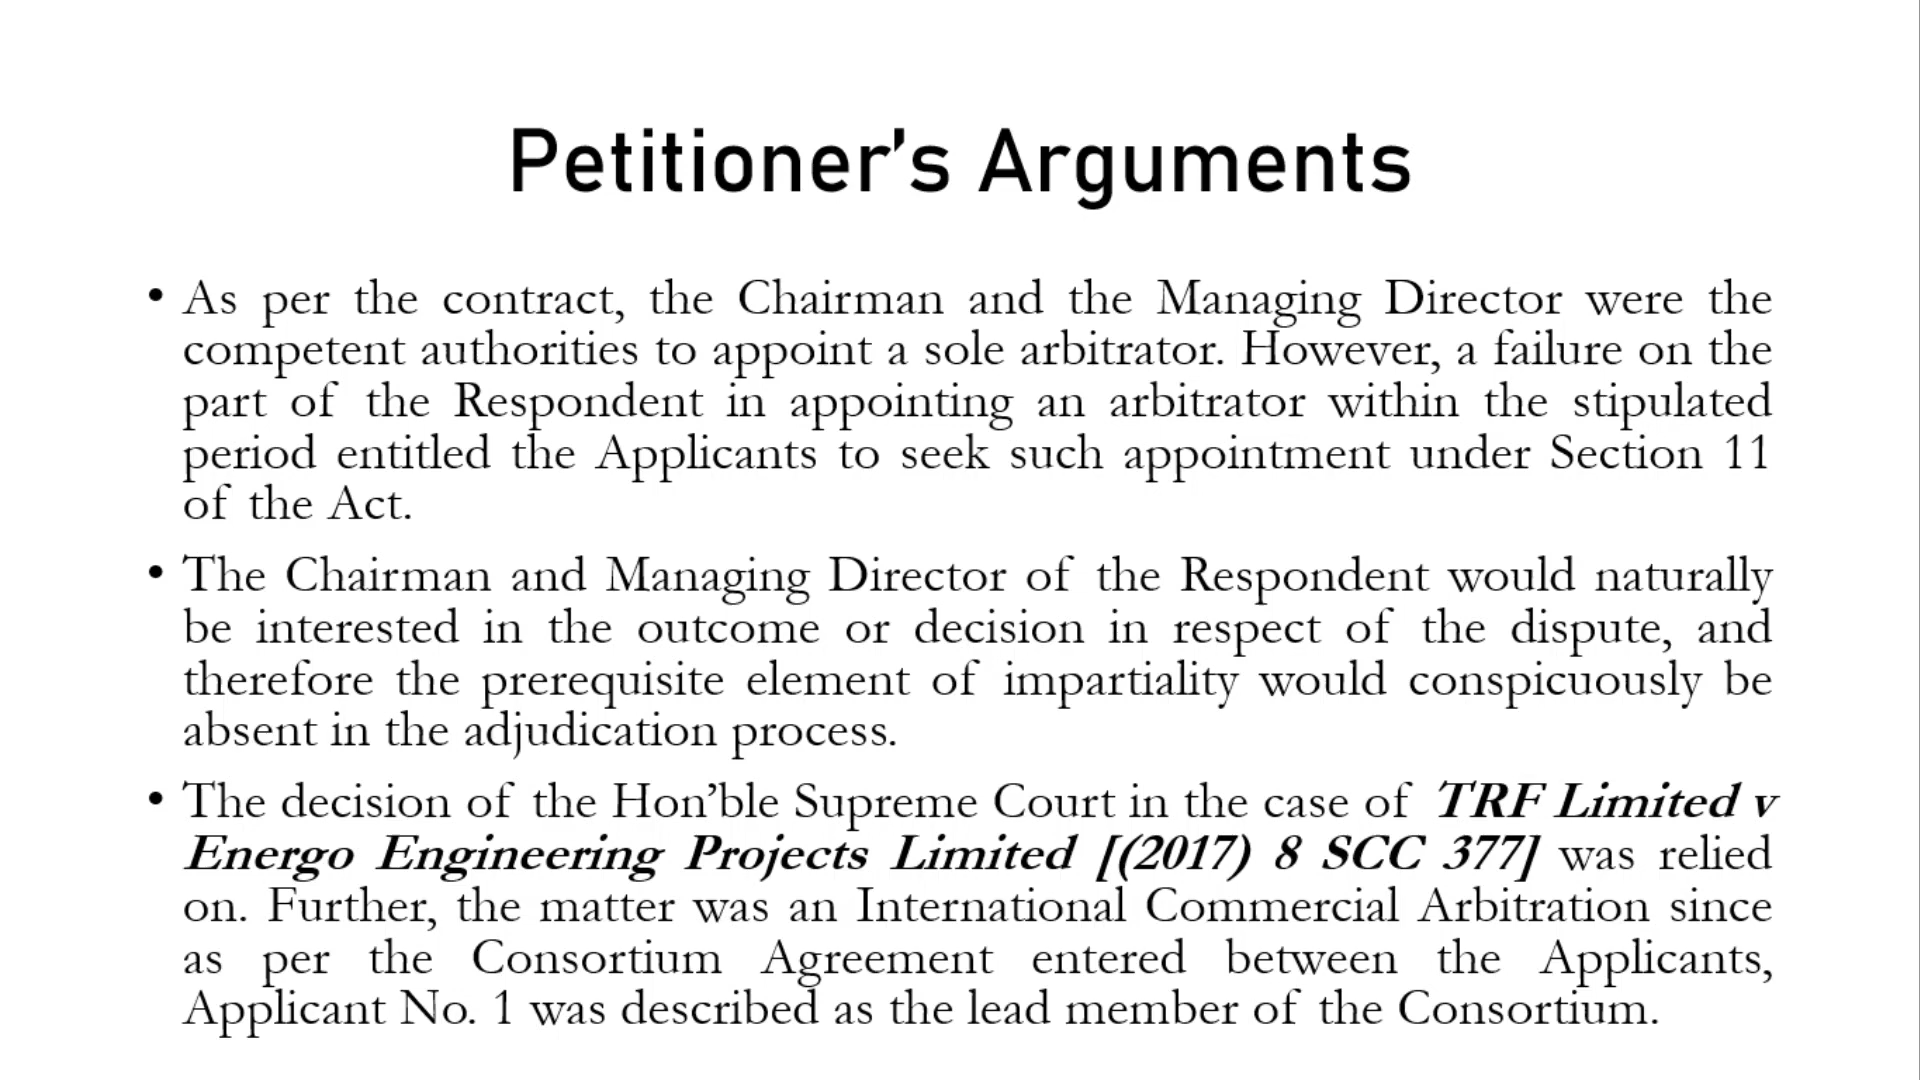 Petitioner’s Arguments
• As per the contract, the Chairman and the Managing Director were the
competent authorities to appoint a sole arbitrator. However, a failure on the
part of the Respondent in appointing an arbitrator within the stipulated
period entitled the Applicants to seek such appointment under Section 11
of the Act.
• The Chairman and Managing Director of the Respondent would naturally
be interested in the outcome or decision in respect of the dispute, and
therefore the prerequisite element of impartiality would conspicuously be
absent in the adjudication process.
• The decision of the Hon’ble Supreme Court in the case of TRF Limited v
Energo Engineering Projects Limited [(2017) 8 SCC 377] was relied
on. Further, the matter was an International Commercial Arbitration since
as per the Consortium Agreement entered between the Applicants,
Applicant No. 1 was described as the lead member of the Consortium.